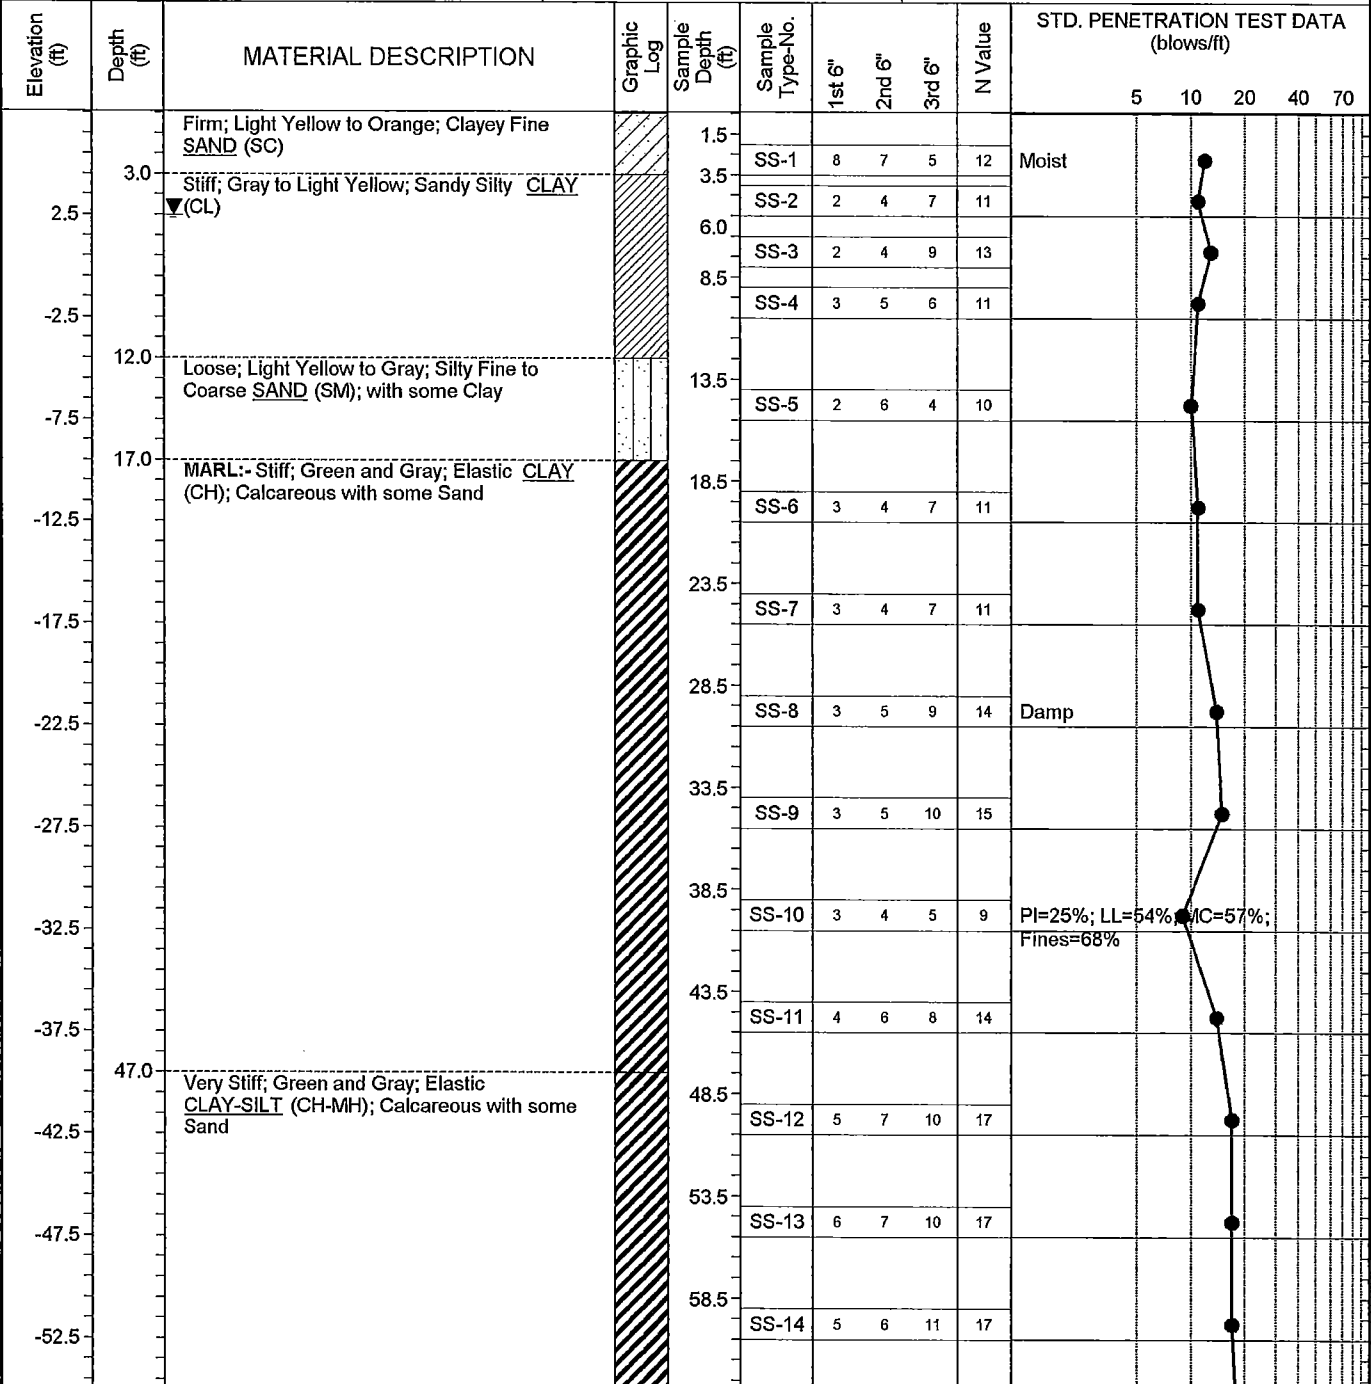 Elevation (ft)
Depth (ft)
MATERIAL DESCRIPTION
Graphic Log
Sample Depth (ft)
Sample Type-No.
1st 6"
2nd 6"
3rd 6"
N Value
STD. PENETRATION TEST DATA
(blows/ft)
5 10 20 40 70
Firm; Light Yellow to Orange; Clayey Fine
SAND (SC)
1.5
SS-1 8 7 5 12 Moist
3.0
3.5
Stiff; Gray to Light Yellow; Sandy Silty CLAY
(CL)
SS-2 2 4 7 11
2.5
6.0
SS-3 2 4 9 13
8.5
SS-4 3 5 6 11
-2.5
12.0
Loose; Light Yellow to Gray; Silty Fine to
Coarse SAND (SM); with some Clay
13.5
SS-5 2 6 4 10
-7.5
17.0
MARL:- Stiff; Green and Gray; Elastic CLAY
(CH); Calcareous with some Sand
18.5
SS-6 3 4 7 11
-12.5
23.5
SS-7 3 4 7 11
-17.5
28.5
SS-8 3 5 9 14 Damp
-22.5
33.5
SS-9 3 5 10 15
-27.5
38.5
SS-10 3 4 5 9 PI=25%; LL=54%; MC=57%;
-32.5
Fines=68%
43.5
SS-11 4 6 8 14
-37.5
47.0
Very Stiff; Green and Gray; Elastic
CLAY-SILT (CH-MH); Calcareous with some
Sand
48.5
SS-12 5 7 10 17
-42.5
53.5
SS-13 6 7 10 17
-47.5
58.5
SS-14 5 6 11 17
-52.5